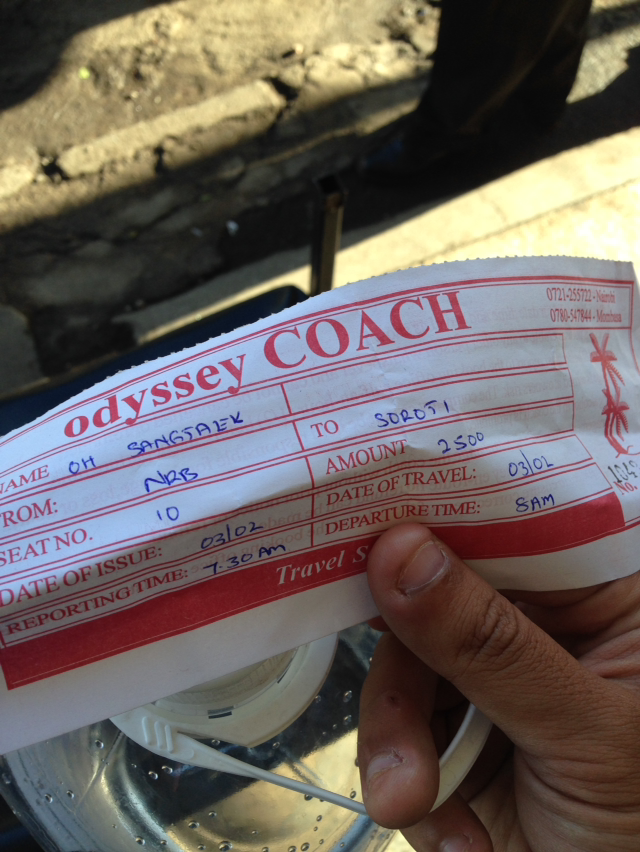 odyssey COACH
0721-255722 - Nairobi
0780-547844 - Mombasa
NAME OH SANGJAEK
FROM: NRB TO SOROTI
SEAT NO. 10 AMOUNT 2500
DATE OF ISSUE: 03/02 DATE OF TRAVEL: 03/02
REPORTING TIME: 7.30 AM DEPARTURE TIME: 8AM
Travel
No: